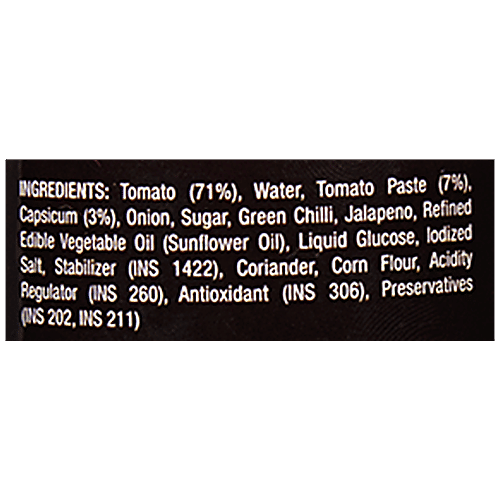 INGREDIENTS: Tomato (71%), Water, Tomato Paste (7%),
Capsicum (3%), Onion, Sugar, Green Chilli, Jalapeno, Refined
Edible Vegetable Oil (Sunflower Oil), Liquid Glucose, Iodized
Salt, Stabilizer (INS 1422), Coriander, Corn Flour, Acidity
Regulator (INS 260), Antioxidant (INS 306), Preservatives
(INS 202, INS 211)